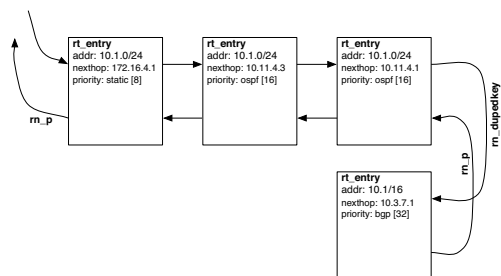 rt_entry
addr: 10.1.0/24
nexthop: 172.16.4.1
priority: static [8]
rt_entry
addr: 10.1.0/24
nexthop: 10.11.4.3
priority: ospf [16]
rt_entry
addr: 10.1.0/24
nexthop: 10.11.4.1
priority: ospf [16]
rn_p
rn_dupedkey
rn_p
rt_entry
addr: 10.1/16
nexthop: 10.3.7.1
priority: bgp [32]